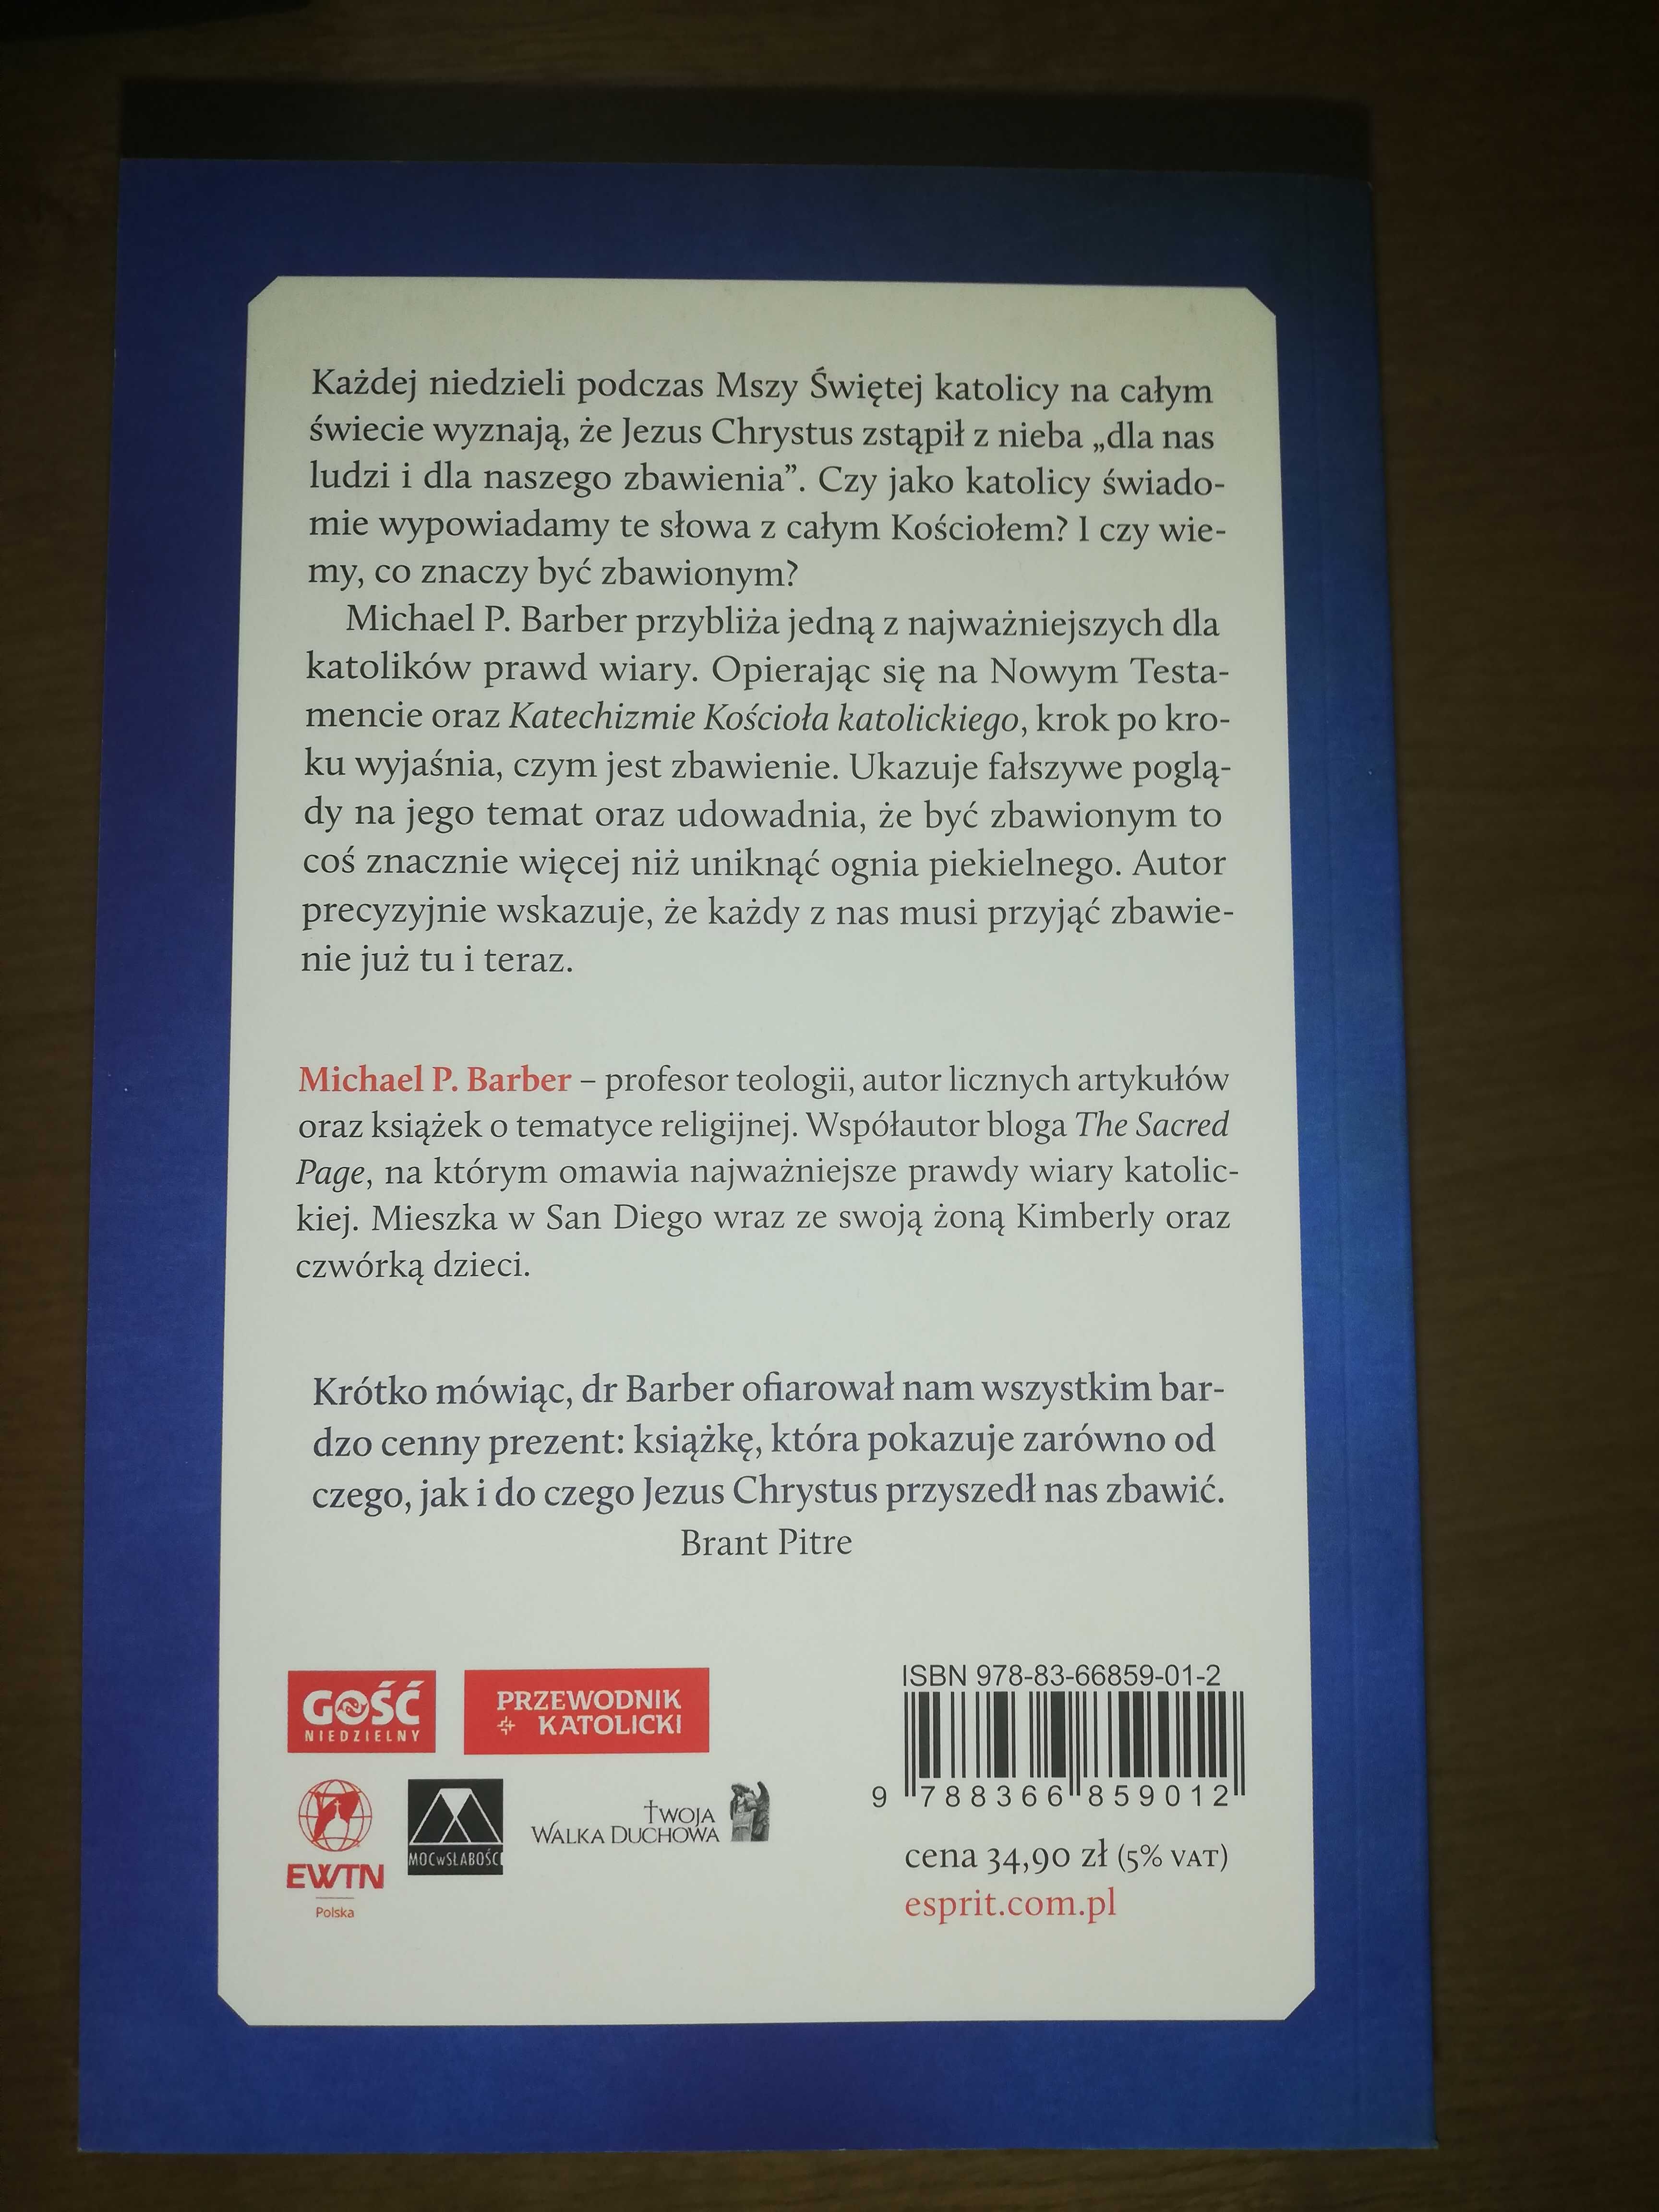 Każdej niedzieli podczas Mszy Świętej katolicy na całym
świecie wyznają, że Jezus Chrystus zstąpił z nieba „dla nas
ludzi i dla naszego zbawienia”. Czy jako katolicy świado-
mie wypowiadamy te słowa z całym Kościołem? I czy wie-
my, co znaczy być zbawionym?
Michael P. Barber przybliża jedną z najważniejszych dla
katolików prawd wiary. Opierając się na Nowym Testa-
mencie oraz Katechizmie Kościoła katolickiego, krok po kro-
ku wyjaśnia, czym jest zbawienie. Ukazuje fałszywe poglą-
dy na jego temat oraz udowadnia, że być zbawionym to
coś znacznie więcej niż uniknąć ognia piekielnego. Autor
precyzyjnie wskazuje, że każdy z nas musi przyjąć zbawie-
nie już tu i teraz.
Michael P. Barber – profesor teologii, autor licznych artykułów
oraz książek o tematyce religijnej. Współautor bloga The Sacred
Page, na którym omawia najważniejsze prawdy wiary katolic-
kiej. Mieszka w San Diego wraz ze swoją żoną Kimberly oraz
czwórką dzieci.
Krótko mówiąc, dr Barber ofiarował nam wszystkim bar-
dzo cenny prezent: książkę, która pokazuje zarówno od
czego, jak i do czego Jezus Chrystus przyszedł nas zbawić.
Brant Pitre
GOŚĆ
NIEDZIELNY
PRZEWODNIK
KATOLICKI
EWTN
Polska
MOCwSŁABOŚCI
TWOJA
WALKA DUCHOWA
ISBN 978-83-66859-01-2
9 788366 859012
cena 34,90 zł (5% VAT)
esprit.com.pl